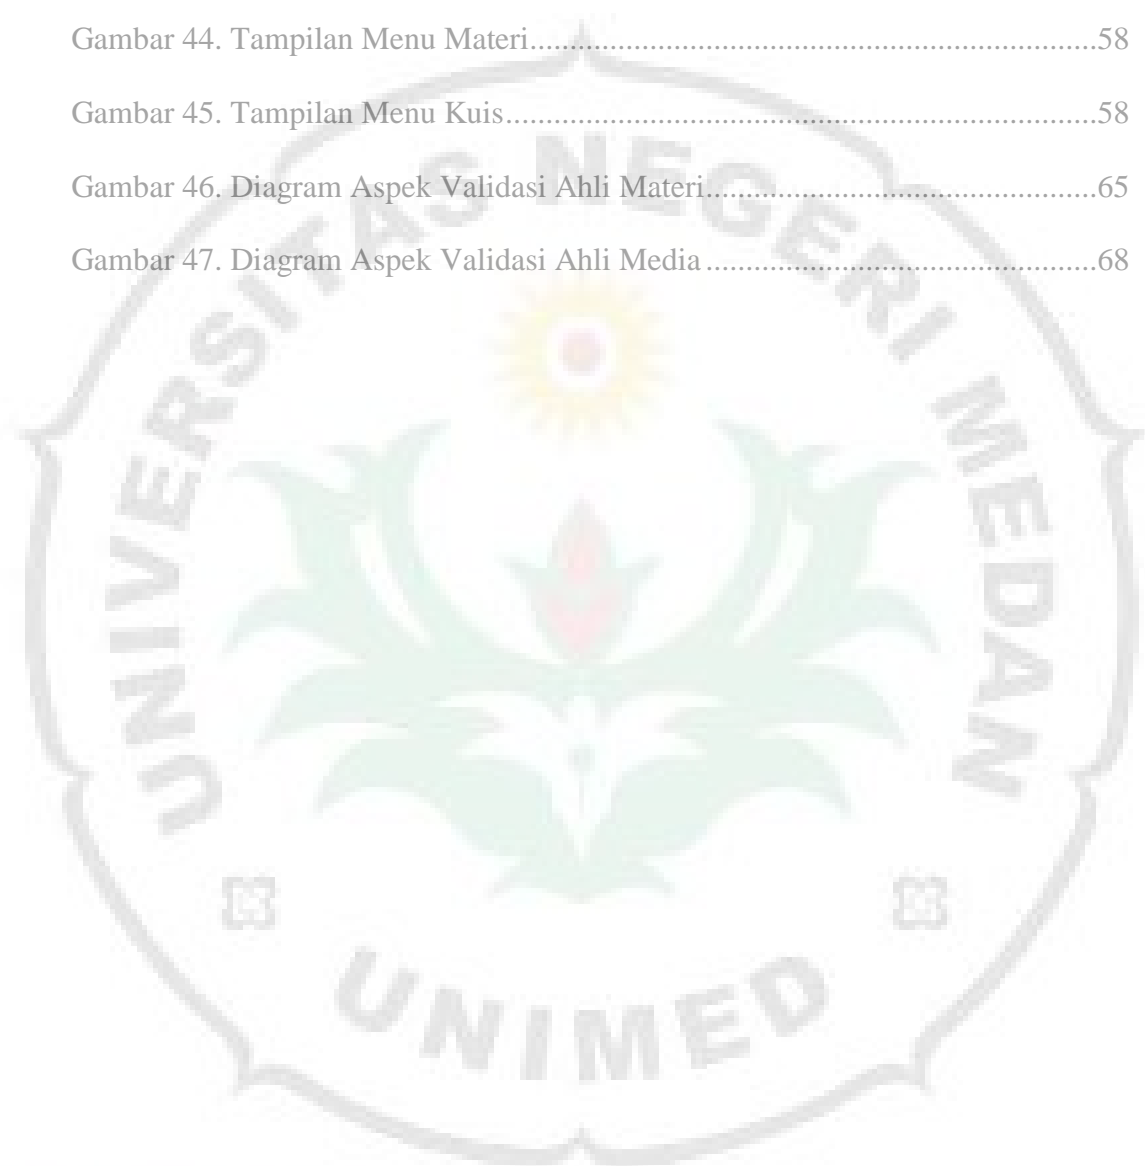 Gambar 44. Tampilan Menu Materi......................................................................58
Gambar 45. Tampilan Menu Kuis.........................................................................58
Gambar 46. Diagram Aspek Validasi Ahli Materi................................................65
Gambar 47. Diagram Aspek Validasi Ahli Media................................................68
UNIVERSITAS NEGERI MEDAN
UNIMED